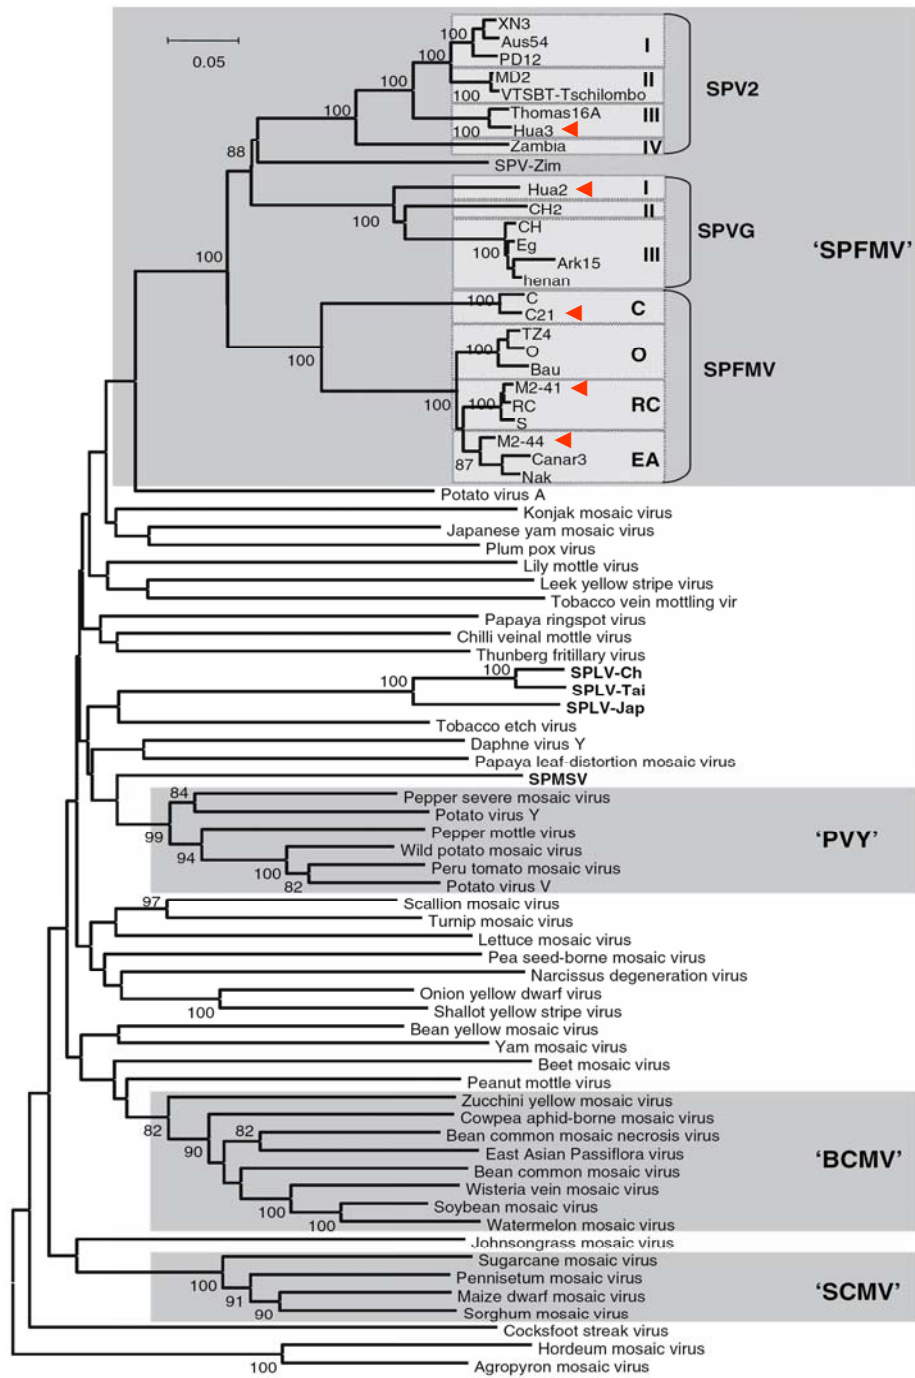 XN3
0.05
100
Aus54
I
PD12
100
MD2
II
100
VTSBT-Tschilombo
SPV2
100
Thomas16A
III
100
Hua3
88
Zambia
IV
SPV-Zim
Hua2
I
CH2
II
100
CH
SPVG
Eg
100
III
'SPFMV'
Ark15
henan
100
C
C
100
C21
TZ4
100
O
O
100
Bau
SPFMV
M2-41
100
100
RC
RC
S
M2-44
87
Canar3
EA
Nak
Potato virus A
Konjak mosaic virus
Japanese yam mosaic virus
Plum pox virus
Lily mottle virus
Leek yellow stripe virus
Tobacco vein mottling vir
Papaya ringspot virus
Chilli veinal mottle virus
Thunberg fritillary virus
100
SPLV-Ch
100
SPLV-Tai
SPLV-Jap
Tobacco etch virus
Daphne virus Y
Papaya leaf-distortion mosaic virus
SPMSV
84
Pepper severe mosaic virus
Potato virus Y
99
Pepper mottle virus
'PVY'
94
Wild potato mosaic virus
100
Peru tomato mosaic virus
82
Potato virus V
97
Scallion mosaic virus
Turnip mosaic virus
Lettuce mosaic virus
Pea seed-borne mosaic virus
Narcissus degeneration virus
Onion yellow dwarf virus
100
Shallot yellow stripe virus
Bean yellow mosaic virus
Yam mosaic virus
Beet mosaic virus
Peanut mottle virus
Zucchini yellow mosaic virus
82
Cowpea aphid-borne mosaic virus
82
Bean common mosaic necrosis virus
90
East Asian Passiflora virus
'BCMV'
Bean common mosaic virus
Wisteria vein mosaic virus
100
Soybean mosaic virus
100
Watermelon mosaic virus
Johnsongrass mosaic virus
Sugarcane mosaic virus
100
Pennisetum mosaic virus
91
Maize dwarf mosaic virus
'SCMV'
90
Sorghum mosaic virus
Cocksfoot streak virus
Hordeum mosaic virus
100
Agropyron mosaic virus